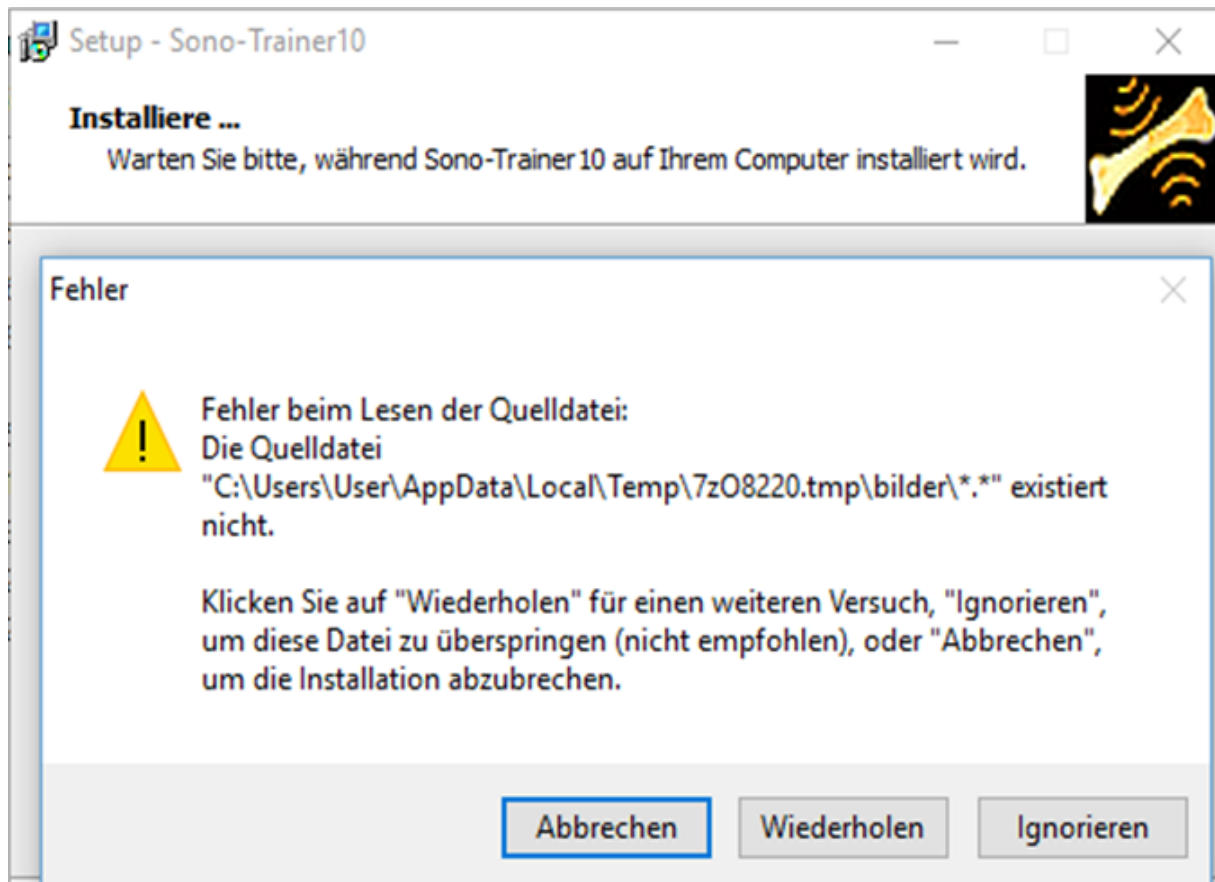 Setup - Sono-Trainer10
Installiere ...
Warten Sie bitte, während Sono-Trainer10 auf Ihrem Computer installiert wird.
Fehler
Fehler beim Lesen der Quelldatei:
Die Quelldatei
"C:\Users\User\AppData\Local\Temp\7zO8220.tmp\bilder\*.*" existiert
nicht.
Klicken Sie auf "Wiederholen" für einen weiteren Versuch, "Ignorieren",
um diese Datei zu überspringen (nicht empfohlen), oder "Abbrechen",
um die Installation abzubrechen.
Abbrechen
Wiederholen
Ignorieren